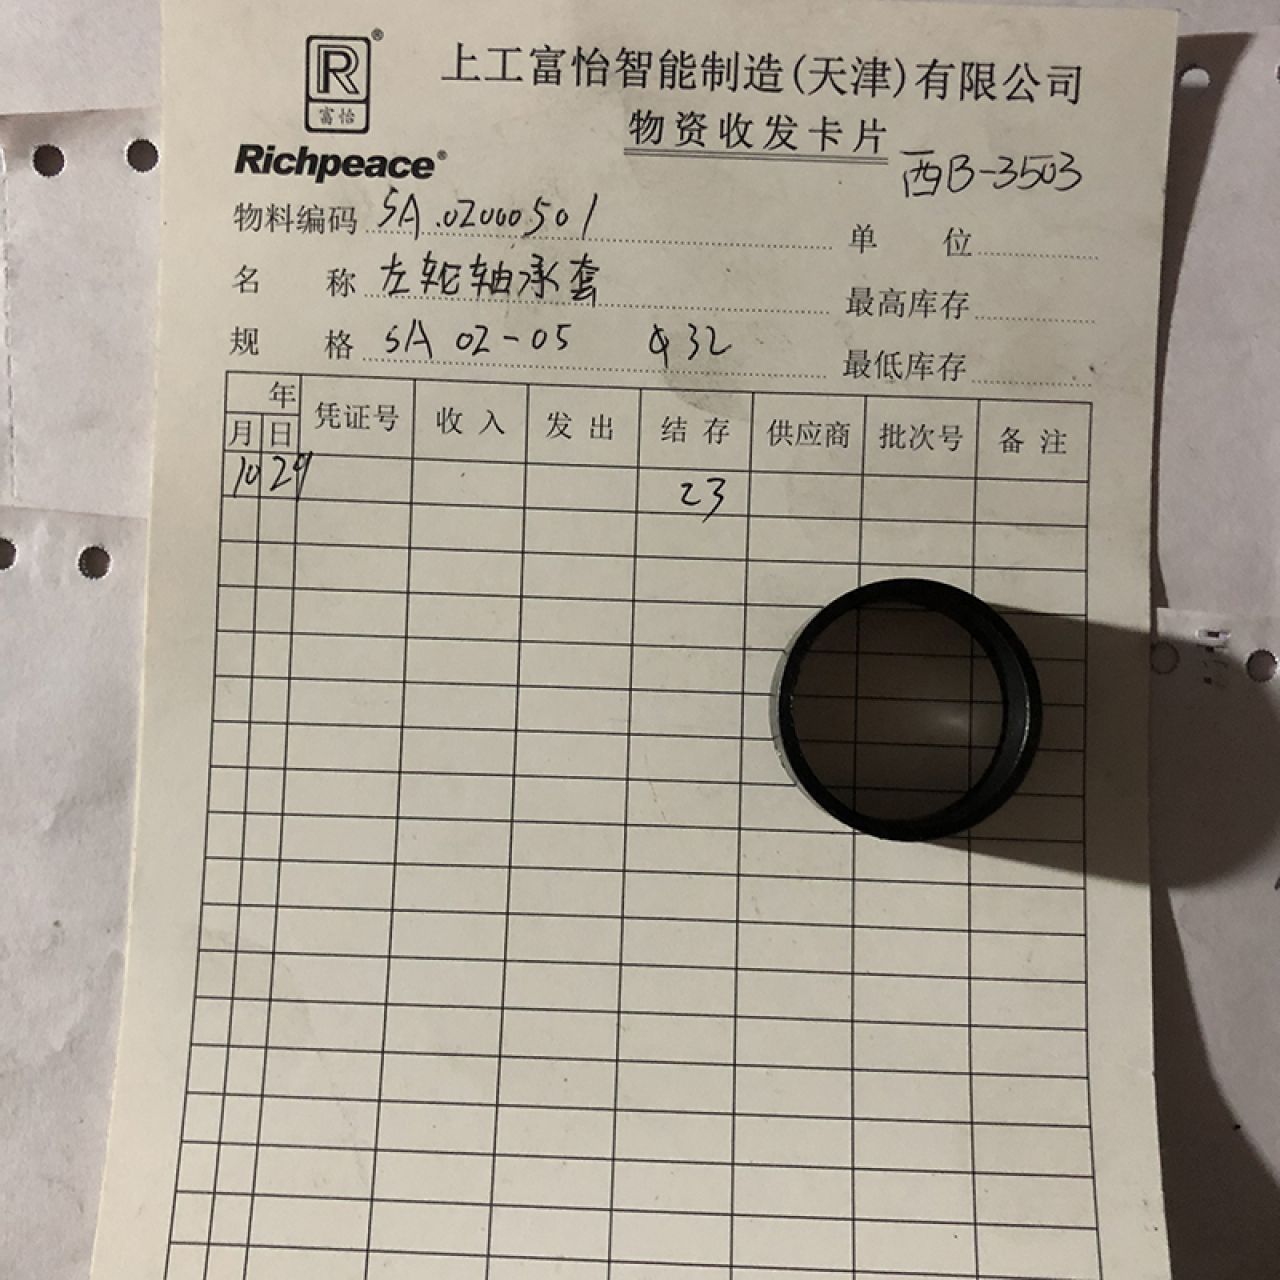 R®
富怡
Richpeace®
上工富怡智能制造(天津)有限公司
物资收发卡片
西B-3503
物料编码 SA.02000501
单 位
名 称 左轮轴承套
最高库存
规 格 SA 02-05 φ32
最低库存
年
月 日 凭证号 收入 发出 结存 供应商 批次号 备注
10 29 23